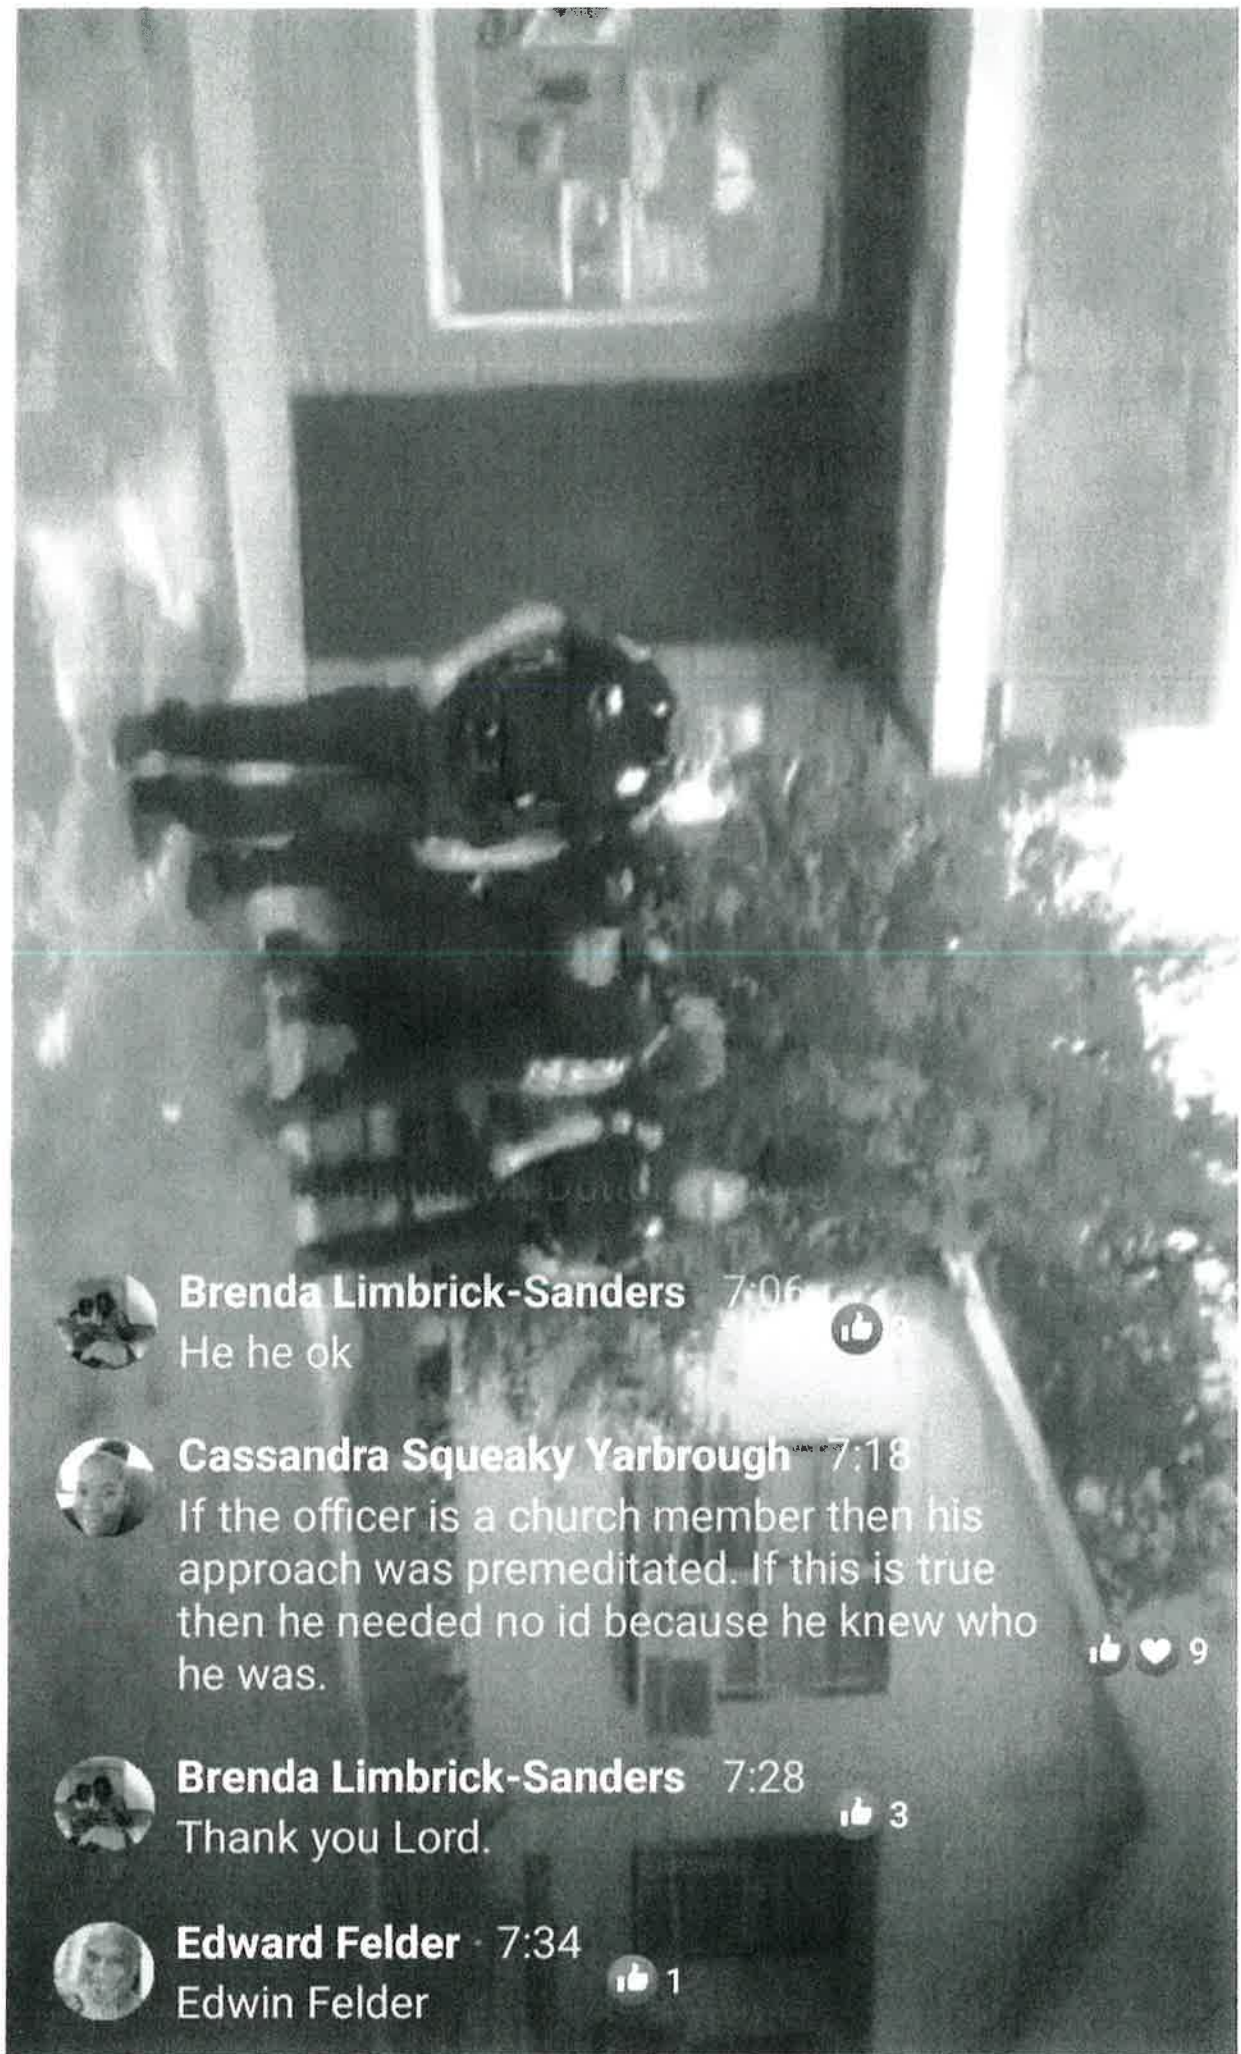 Brenda Limbrick-Sanders 7:06
He he ok
Cassandra Squeaky Yarbrough 7:18
If the officer is a church member then his
approach was premeditated. If this is true
then he needed no id because he knew who
he was.
9
Brenda Limbrick-Sanders 7:28
Thank you Lord.
3
Edward Felder · 7:34
Edwin Felder
1